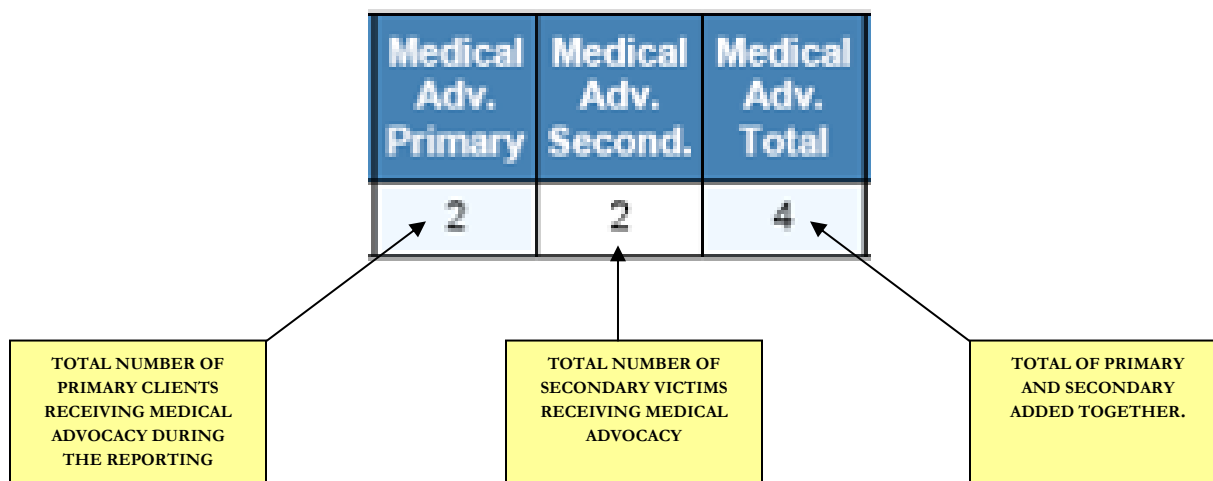 Medical Adv. Primary
Medical Adv. Second.
Medical Adv. Total
2
2
4
TOTAL NUMBER OF
PRIMARY CLIENTS
RECEIVING MEDICAL
ADVOCACY DURING
THE REPORTING
TOTAL NUMBER OF
SECONDARY VICTIMS
RECEIVING MEDICAL
ADVOCACY
TOTAL OF PRIMARY
AND SECONDARY
ADDED TOGETHER.